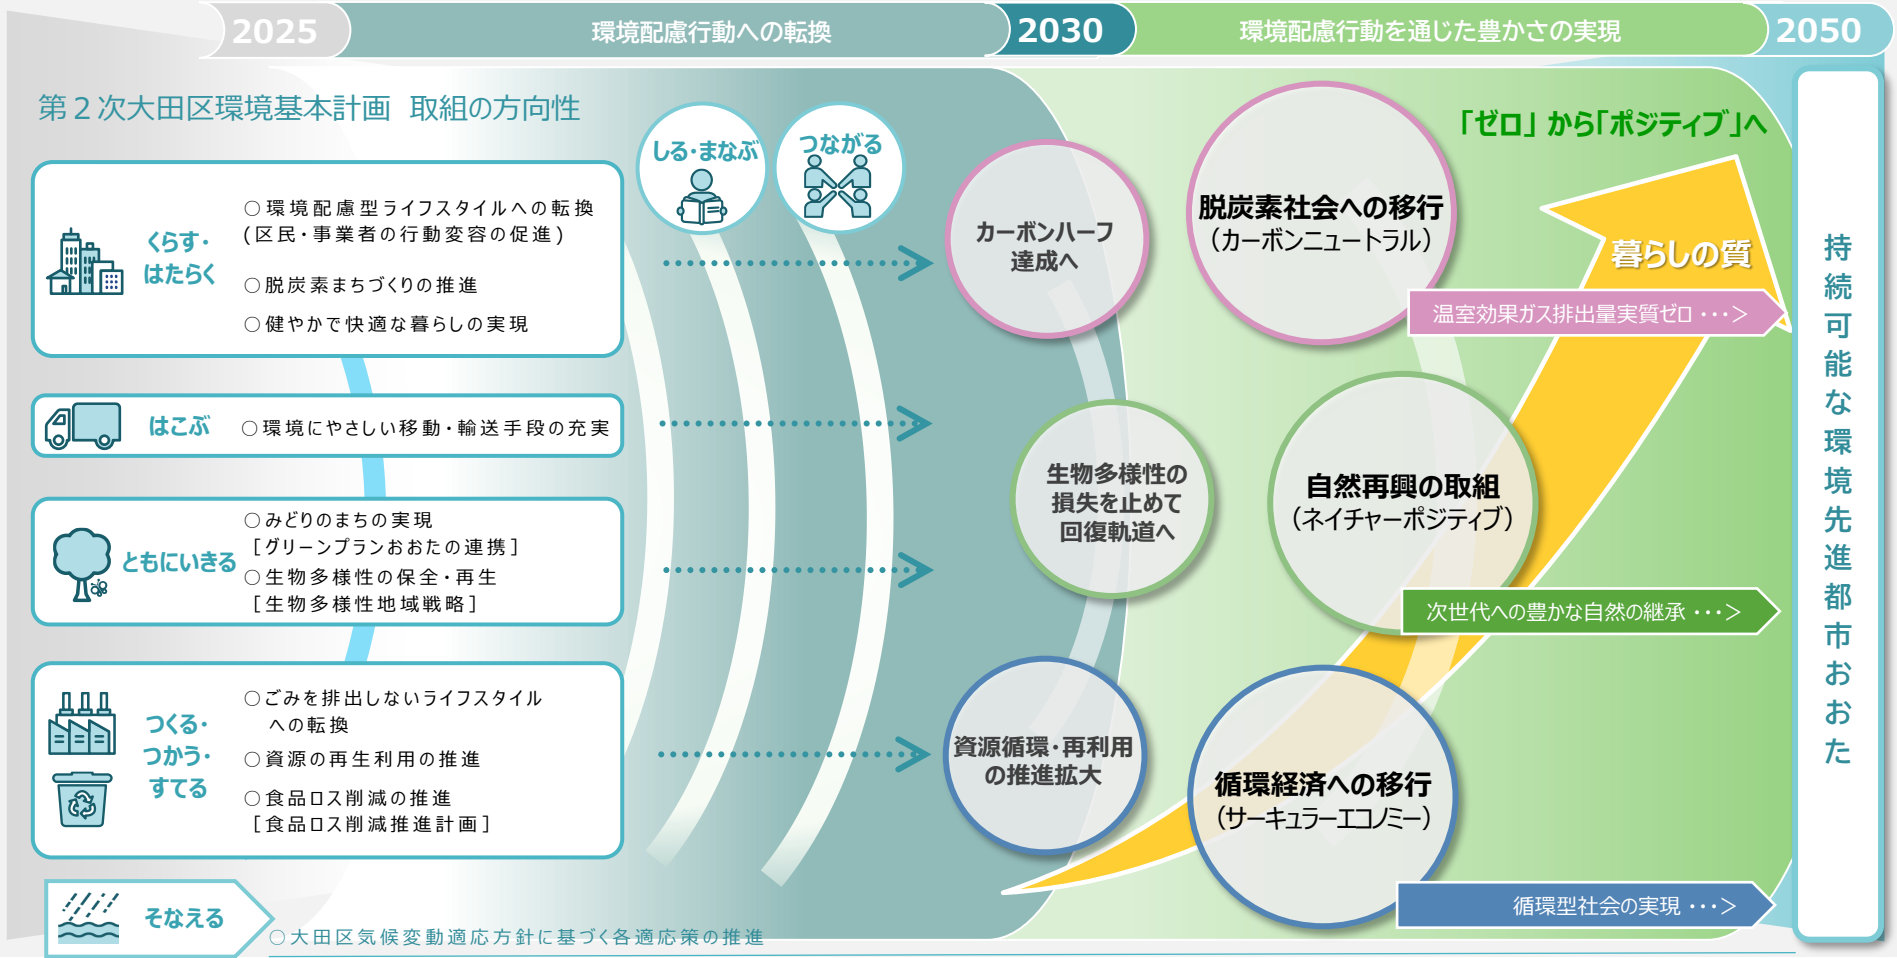 2025
環境配慮行動への転換
2030
環境配慮行動を通じた豊かさの実現
2050
第2次大田区環境基本計画 取組の方向性
くらす・
はたらく
○環境配慮型ライフスタイルへの転換
(区民・事業者の行動変容の促進)
○脱炭素まちづくりの推進
○健やかで快適な暮らしの実現
はこぶ
○環境にやさしい移動・輸送手段の充実
ともにいきる
○みどりのまちの実現
[グリーンプランおおたの連携]
○生物多様性の保全・再生
[生物多様性地域戦略]
つくる・
つかう・
すてる
○ごみを排出しないライフスタイル
への転換
○資源の再生利用の推進
○食品ロス削減の推進
[食品ロス削減推進計画]
そなえる
○大田区気候変動適応方針に基づく各適応策の推進
しる・まなぶ
つながる
カーボンハーフ
達成へ
生物多様性の
損失を止めて
回復軌道へ
資源循環・再利用
の推進拡大
「ゼロ」から「ポジティブ」へ
脱炭素社会への移行
(カーボンニュートラル)
暮らしの質
温室効果ガス排出量実質ゼロ ・・・>
自然再興の取組
(ネイチャーポジティブ)
次世代への豊かな自然の継承 ・・・>
循環経済への移行
(サーキュラーエコノミー)
循環型社会の実現 ・・・>
持続可能な環境先進都市おおた